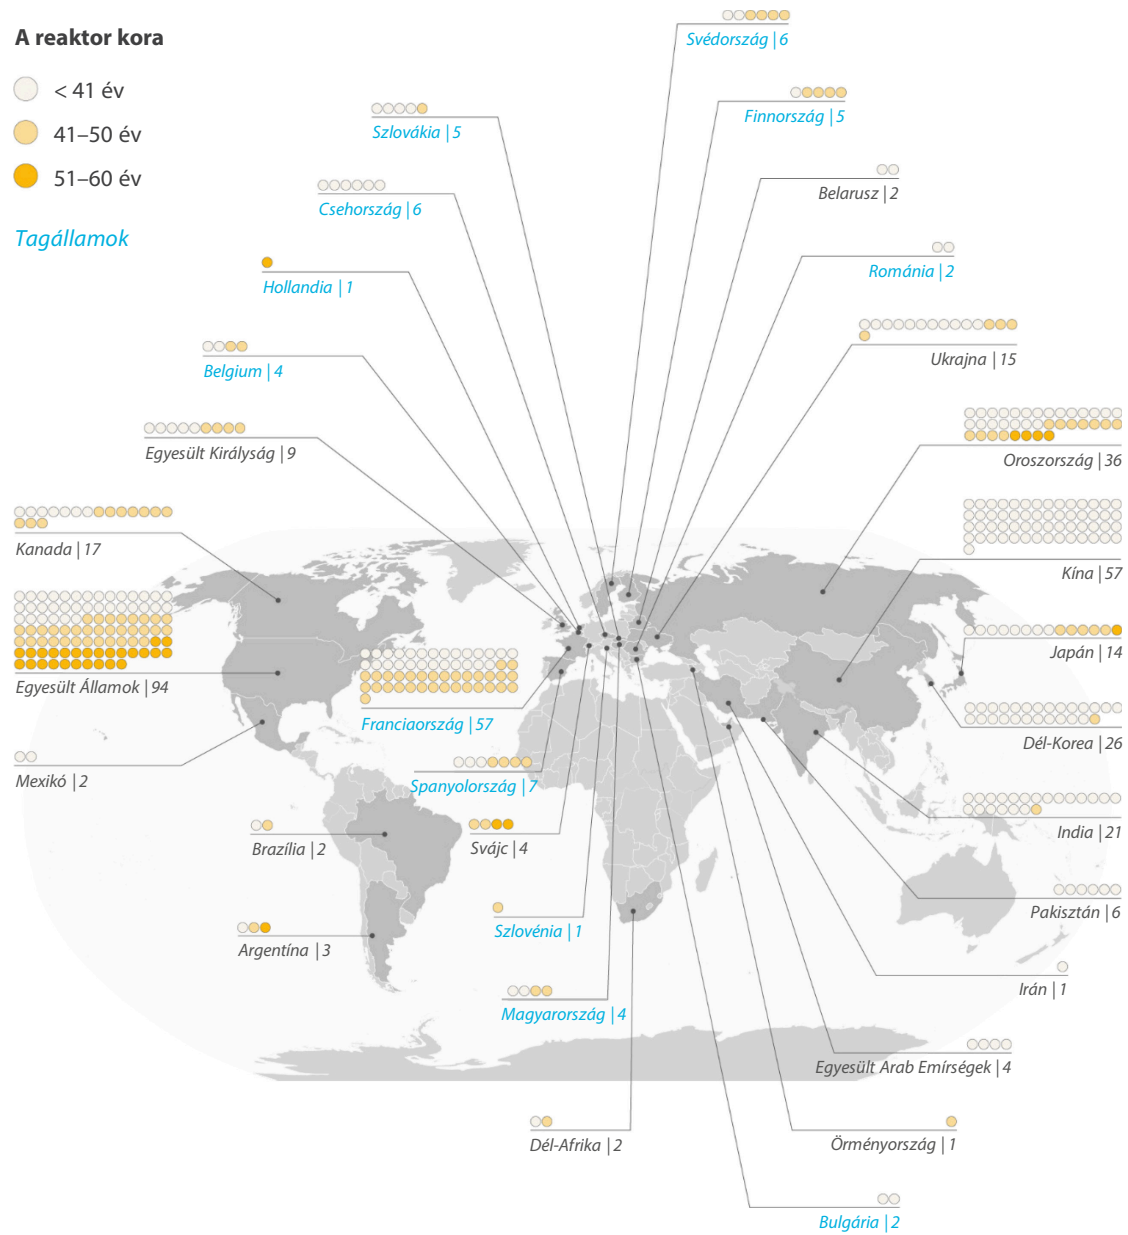 A reaktor kora
< 41 év
41–50 év
51–60 év
Tagállamok
Svédország | 6
Finnország | 5
Szlovákia | 5
Belarusz | 2
Csehország | 6
Románia | 2
Hollandia | 1
Ukrajna | 15
Belgium | 4
Egyesült Királyság | 9
Oroszország | 36
Kanada | 17
Kína | 57
Japán | 14
Egyesült Államok | 94
Franciaország | 57
Dél-Korea | 26
Mexikó | 2
Spanyolország | 7
India | 21
Brazília | 2
Svájc | 4
Pakisztán | 6
Szlovénia | 1
Argentína | 3
Irán | 1
Magyarország | 4
Egyesült Arab Emírségek | 4
Dél-Afrika | 2
Örményország | 1
Bulgária | 2